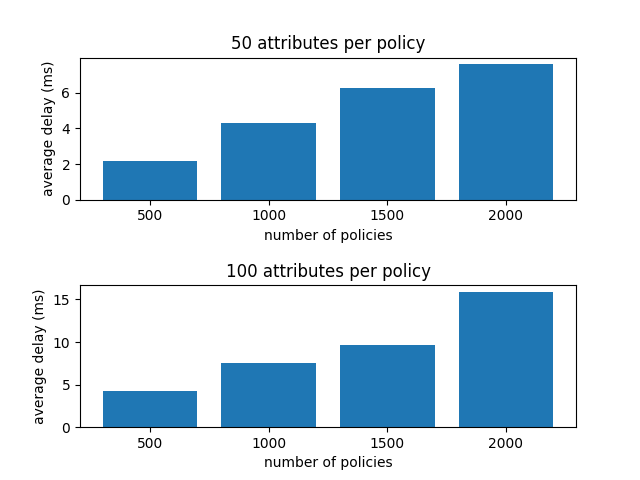 50 attributes per policy
average delay (ms)
6
4
2
0
500 1000 1500 2000
number of policies
100 attributes per policy
average delay (ms)
15
10
5
0
500 1000 1500 2000
number of policies